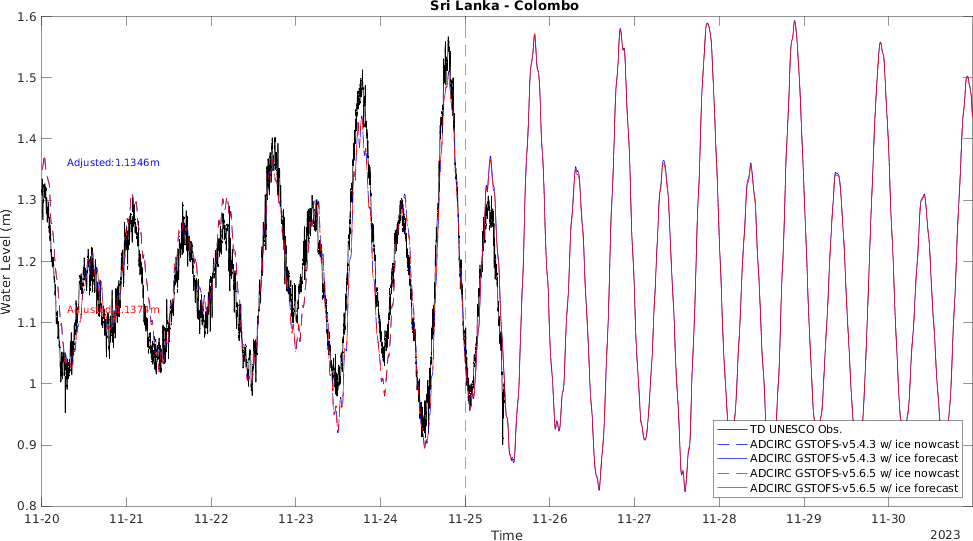 Sri Lanka - Colombo
1.6
1.5
1.4
1.3
1.2
1.1
1
0.9
0.8
Water Level (m)
Adjusted:1.1346m
TD UNESCO Obs.
ADCIRC GSTOFS-v5.4.3 w/ ice nowcast
ADCIRC GSTOFS-v5.4.3 w/ ice forecast
ADCIRC GSTOFS-v5.6.5 w/ ice nowcast
ADCIRC GSTOFS-v5.6.5 w/ ice forecast
11-20 11-21 11-22 11-23 11-24 11-25 11-26 11-27 11-28 11-29 11-30
Time
2023